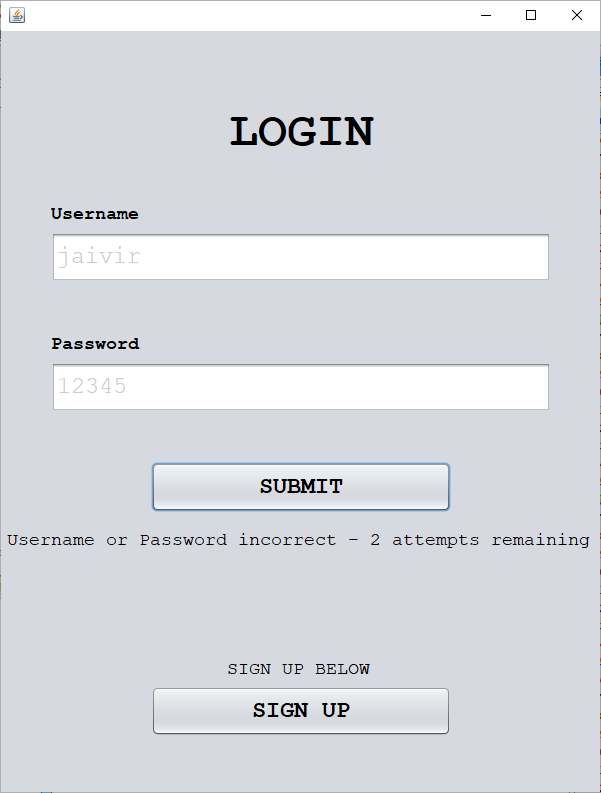 LOGIN
Username
jaivir
Password
12345
SUBMIT
Username or Password incorrect - 2 attempts remaining
SIGN UP BELOW
SIGN UP